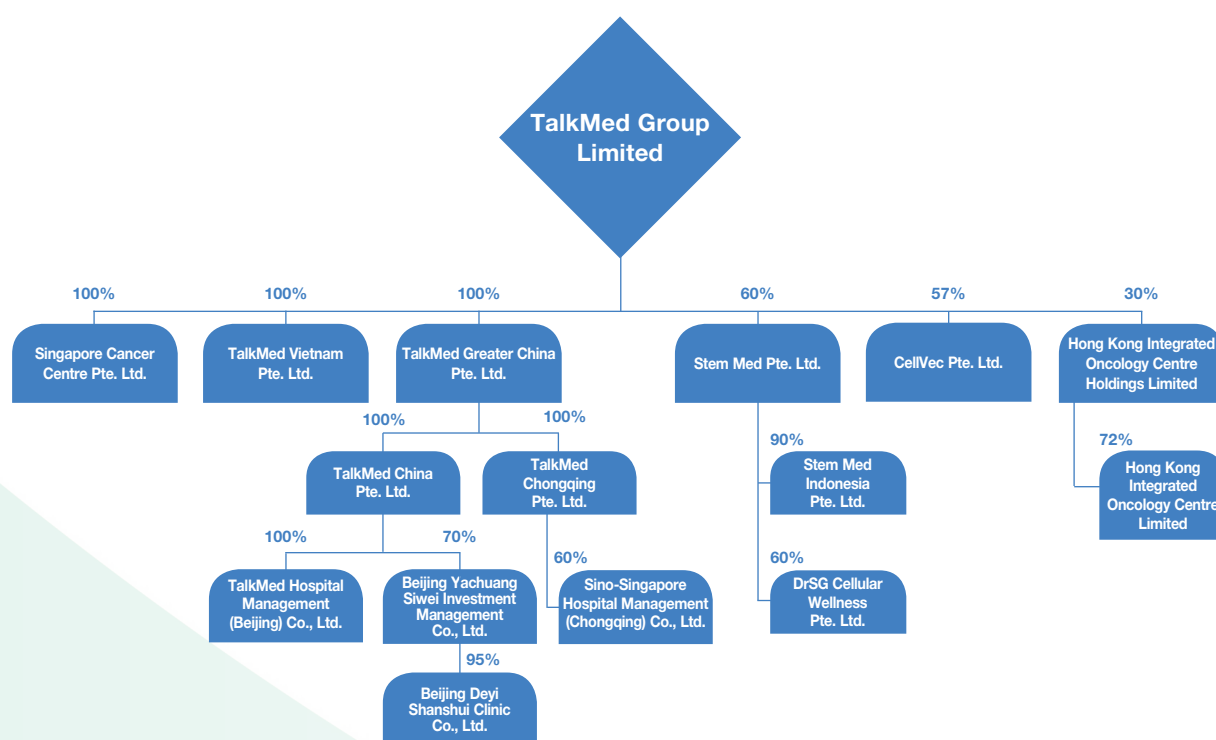 TalkMed Group
Limited
100%
100%
100%
60%
57%
30%
Singapore Cancer
Centre Pte. Ltd.
TalkMed Vietnam
Pte. Ltd.
TalkMed Greater China
Pte. Ltd.
Stem Med Pte. Ltd.
CellVec Pte. Ltd.
Hong Kong Integrated
Oncology Centre
Holdings Limited
100%
100%
90%
72%
TalkMed China
Pte. Ltd.
TalkMed
Chongqing
Pte. Ltd.
Stem Med
Indonesia
Pte. Ltd.
Hong Kong
Integrated
Oncology Centre
Limited
100%
70%
60%
60%
TalkMed Hospital
Management
(Beijing) Co., Ltd.
Beijing Yachuang
Siwei Investment
Management
Co., Ltd.
Sino-Singapore
Hospital Management
(Chongqing) Co., Ltd.
DrSG Cellular
Wellness
Pte. Ltd.
95%
Beijing Deyi
Shanshui Clinic
Co., Ltd.